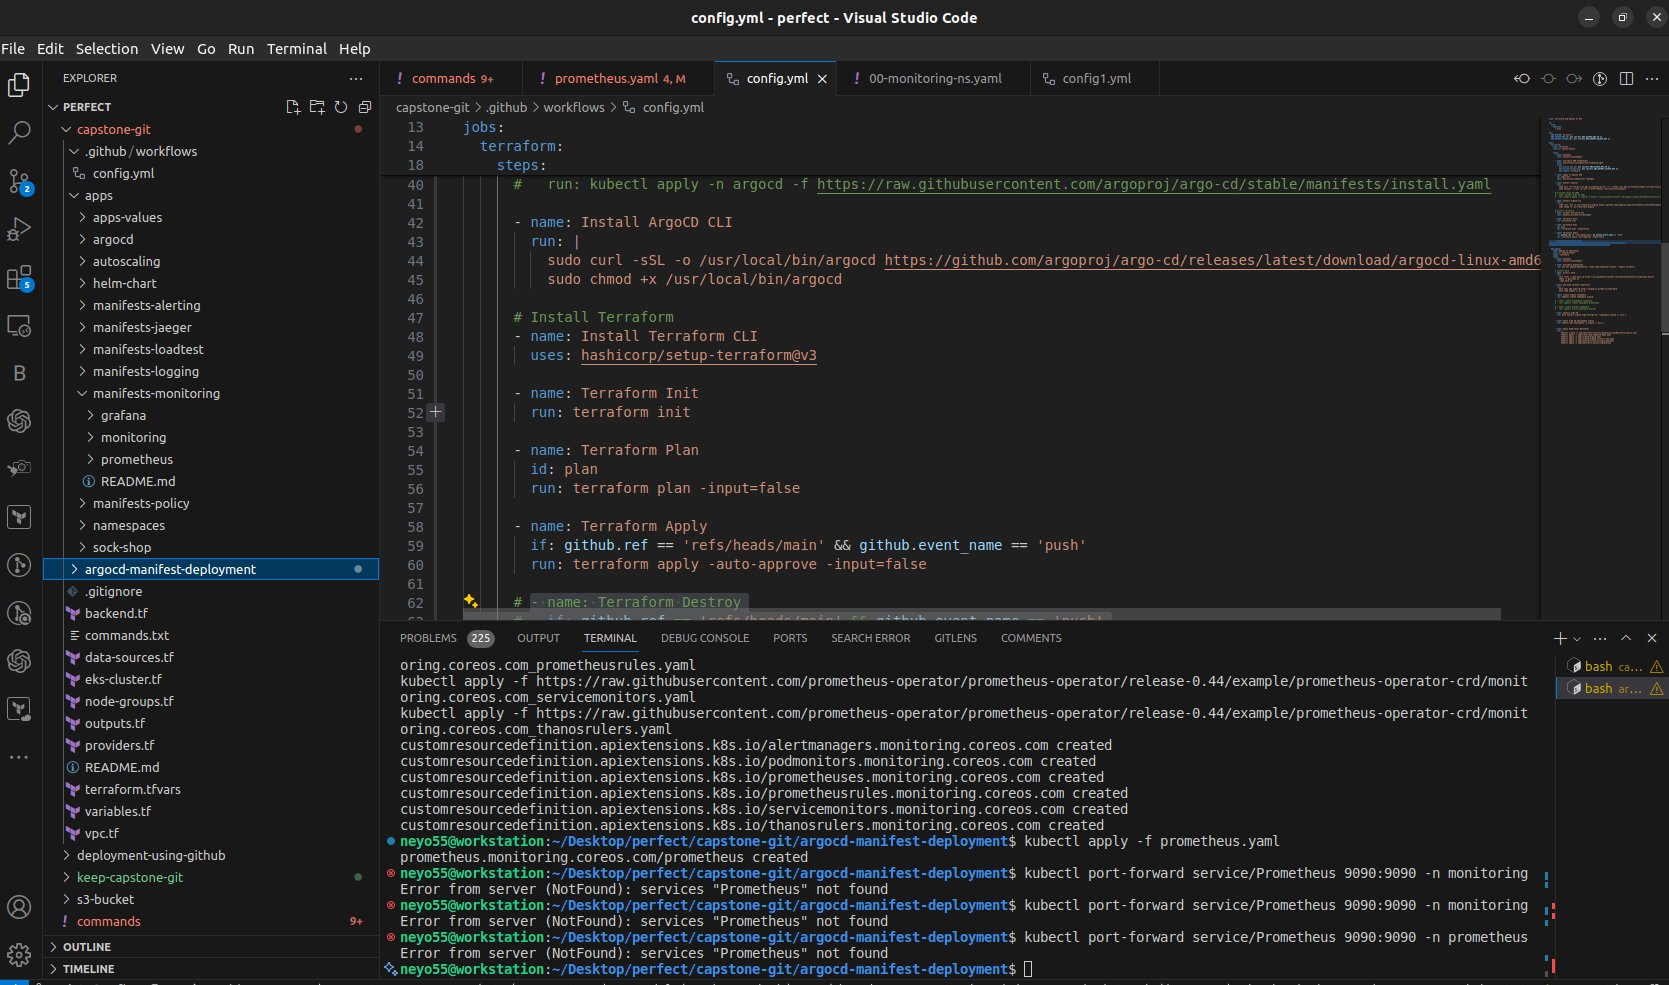 config.yml - perfect - Visual Studio Code
File Edit Selection View Go Run Terminal Help
EXPLORER
PERFECT
capstone-git
.github/workflows
config.yml
apps
apps-values
argocd
autoscaling
helm-chart
manifests-alerting
manifests-jaeger
manifests-loadtest
manifests-logging
manifests-monitoring
grafana
monitoring
prometheus
README.md
manifests-policy
namespaces
sock-shop
argocd-manifest-deployment
.gitignore
backend.tf
commands.txt
data-sources.tf
eks-cluster.tf
node-groups.tf
outputs.tf
providers.tf
README.md
terraform.tfvars
variables.tf
vpc.tf
deployment-using-github
keep-capstone-git
s3-bucket
commands 9+
OUTLINE
TIMELINE
2
5
B
commands 9+ prometheus.yaml 4, M config.yml 00-monitoring-ns.yaml config1.yml
capstone-git > .github > workflows > config.yml
13 jobs:
14 terraform:
18 steps:
40 # run: kubectl apply -n argocd -f https://raw.githubusercontent.com/argoproj/argo-cd/stable/manifests/install.yaml
41
42 - name: Install ArgoCD CLI
43 run: |
44 sudo curl -sSL -o /usr/local/bin/argocd https://github.com/argoproj/argo-cd/releases/latest/download/argocd-linux-amd6
45 sudo chmod +x /usr/local/bin/argocd
46
47 # Install Terraform
48 - name: Install Terraform CLI
49 uses: hashicorp/setup-terraform@v3
50
51 - name: Terraform Init
52 run: terraform init
53
54 - name: Terraform Plan
55 id: plan
56 run: terraform plan -input=false
57
58 - name: Terraform Apply
59 if: github.ref == 'refs/heads/main' && github.event_name == 'push'
60 run: terraform apply -auto-approve -input=false
61
62 # - name: Terraform Destroy
# if: github.ref == 'refs/heads/main' && github.event_name == 'push'
PROBLEMS 225 OUTPUT TERMINAL DEBUG CONSOLE PORTS SEARCH ERROR GITLENS COMMENTS
bash ca...
bash ar...
oring.coreos.com_prometheusrules.yaml
kubectl apply -f https://raw.githubusercontent.com/prometheus-operator/prometheus-operator/release-0.44/example/prometheus-operator-crd/monit
oring.coreos.com_servicemonitors.yaml
kubectl apply -f https://raw.githubusercontent.com/prometheus-operator/prometheus-operator/release-0.44/example/prometheus-operator-crd/monit
oring.coreos.com_thanosrulers.yaml
customresourcedefinition.apiextensions.k8s.io/alertmanagers.monitoring.coreos.com created
customresourcedefinition.apiextensions.k8s.io/podmonitors.monitoring.coreos.com created
customresourcedefinition.apiextensions.k8s.io/prometheuses.monitoring.coreos.com created
customresourcedefinition.apiextensions.k8s.io/prometheusrules.monitoring.coreos.com created
customresourcedefinition.apiextensions.k8s.io/servicemonitors.monitoring.coreos.com created
customresourcedefinition.apiextensions.k8s.io/thanosrulers.monitoring.coreos.com created
neyo55@workstation:~/Desktop/perfect/capstone-git/argocd-manifest-deployment$ kubectl apply -f prometheus.yaml
prometheus.monitoring.coreos.com/prometheus created
neyo55@workstation:~/Desktop/perfect/capstone-git/argocd-manifest-deployment$ kubectl port-forward service/Prometheus 9090:9090 -n monitoring
Error from server (NotFound): services "Prometheus" not found
neyo55@workstation:~/Desktop/perfect/capstone-git/argocd-manifest-deployment$ kubectl port-forward service/Prometheus 9090:9090 -n monitoring
Error from server (NotFound): services "Prometheus" not found
neyo55@workstation:~/Desktop/perfect/capstone-git/argocd-manifest-deployment$ kubectl port-forward service/Prometheus 9090:9090 -n prometheus
Error from server (NotFound): services "Prometheus" not found
neyo55@workstation:~/Desktop/perfect/capstone-git/argocd-manifest-deployment$